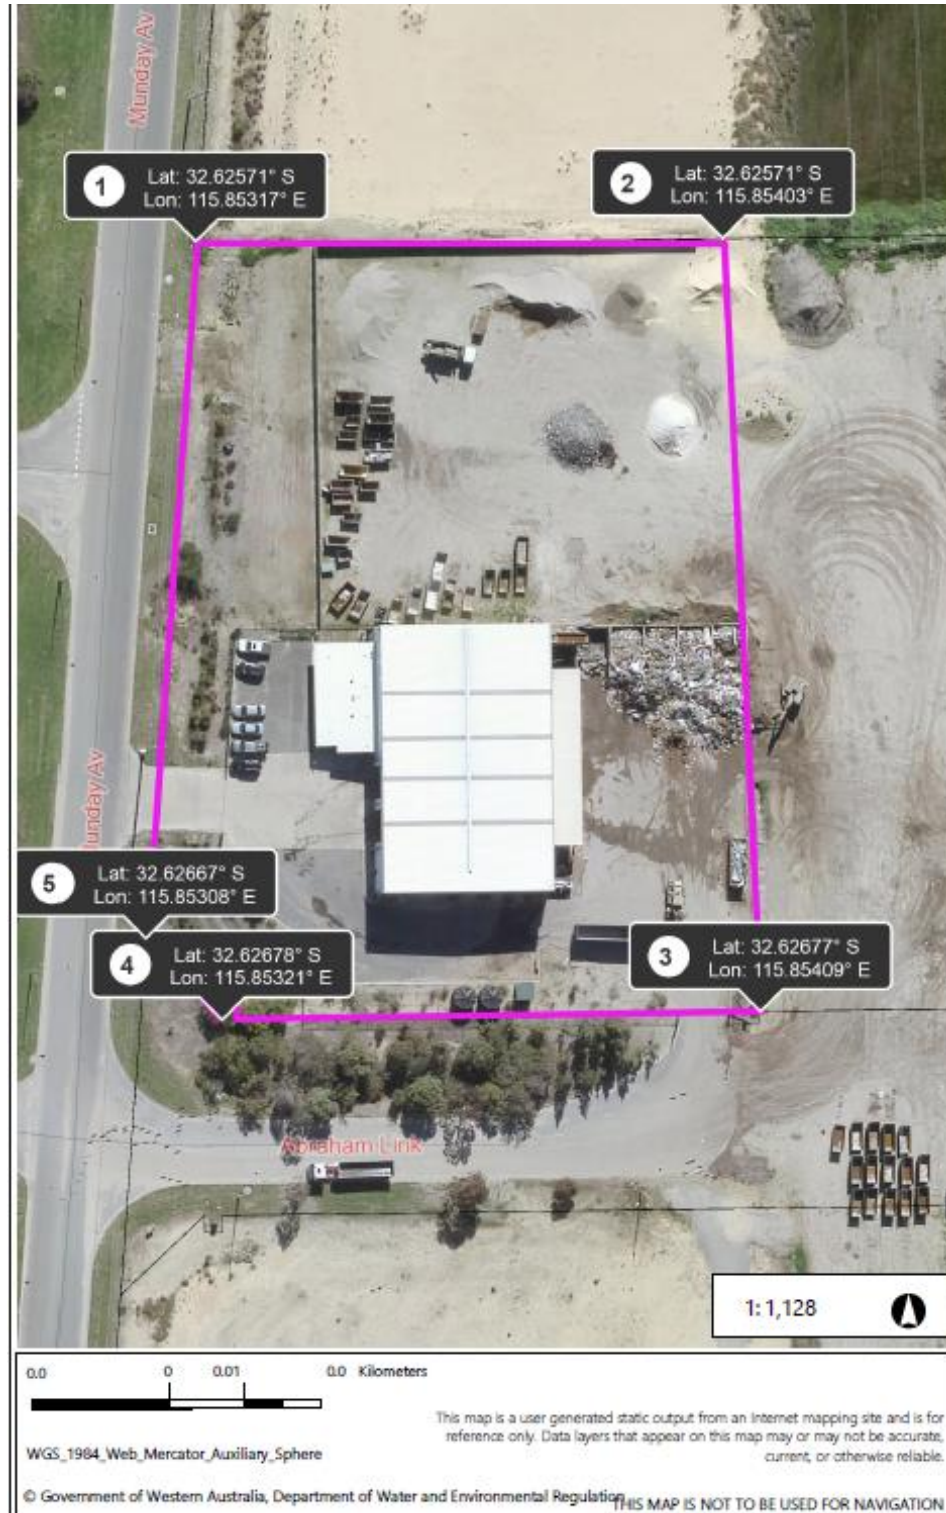 Munday Av
1
Lat: 32.62571° S
Lon: 115.85317° E
2
Lat: 32.62571° S
Lon: 115.85403° E
Munday Av
5
Lat: 32.62667° S
Lon: 115.85308° E
4
Lat: 32.62678° S
Lon: 115.85321° E
3
Lat: 32.62677° S
Lon: 115.85409° E
Abraham Link
1: 1,128
0.0 0 0.01 0.0 Kilometers
This map is a user generated static output from an Internet mapping site and is for
reference only. Data layers that appear on this map may or may not be accurate,
current, or otherwise reliable.
WGS_1984_Web_Mercator_Auxiliary_Sphere
© Government of Western Australia, Department of Water and Environmental Regulation
THIS MAP IS NOT TO BE USED FOR NAVIGATION